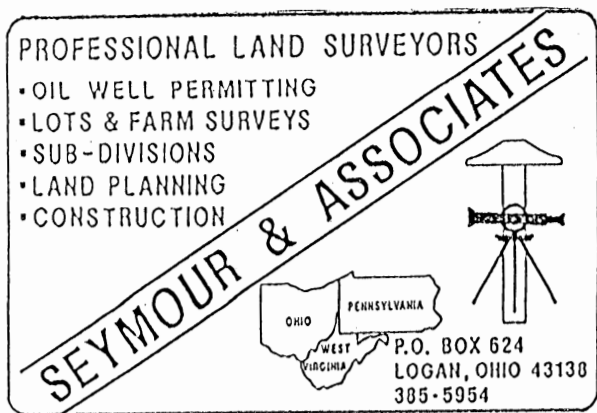 PROFESSIONAL LAND SURVEYORS
▪OIL WELL PERMITTING
▪LOTS & FARM SURVEYS
▪SUB-DIVISIONS
▪LAND PLANNING
▪CONSTRUCTION
SEYMOUR & ASSOCIATES
OHIO
PENNSYLVANIA
WEST
VIRGINIA
P.O. BOX 624
LOGAN, OHIO 43138
385-5954